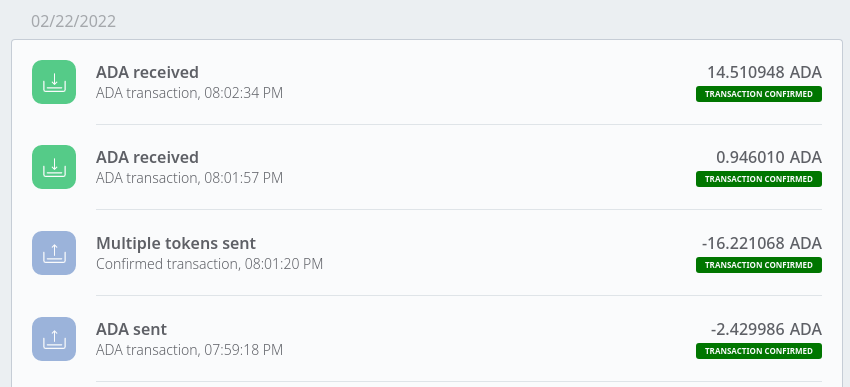 02/22/2022
ADA received 14.510948 ADA
ADA transaction, 08:02:34 PM TRANSACTION CONFIRMED
ADA received 0.946010 ADA
ADA transaction, 08:01:57 PM TRANSACTION CONFIRMED
Multiple tokens sent -16.221068 ADA
Confirmed transaction, 08:01:20 PM TRANSACTION CONFIRMED
ADA sent -2.429986 ADA
ADA transaction, 07:59:18 PM TRANSACTION CONFIRMED